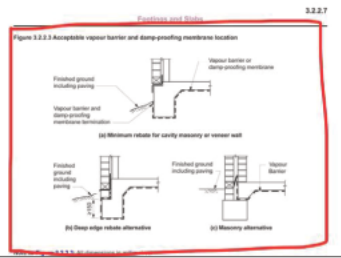 3.2.2.7
Footings and Slabs
Figure 3.2.2.3 Acceptable vapour barrier and damp-proofing membrane location
Vapour barrier or
damp-proofing membrane
Finished ground
including paving
Vapour barrier and
damp-proofing
membrane termination
(a) Minimum rebate for cavity masonry or veneer wall
Finished
ground
including
paving
Finished ground
including paving
Vapour
Barrier
(b) Deep edge rebate alternative
(c) Masonry alternative